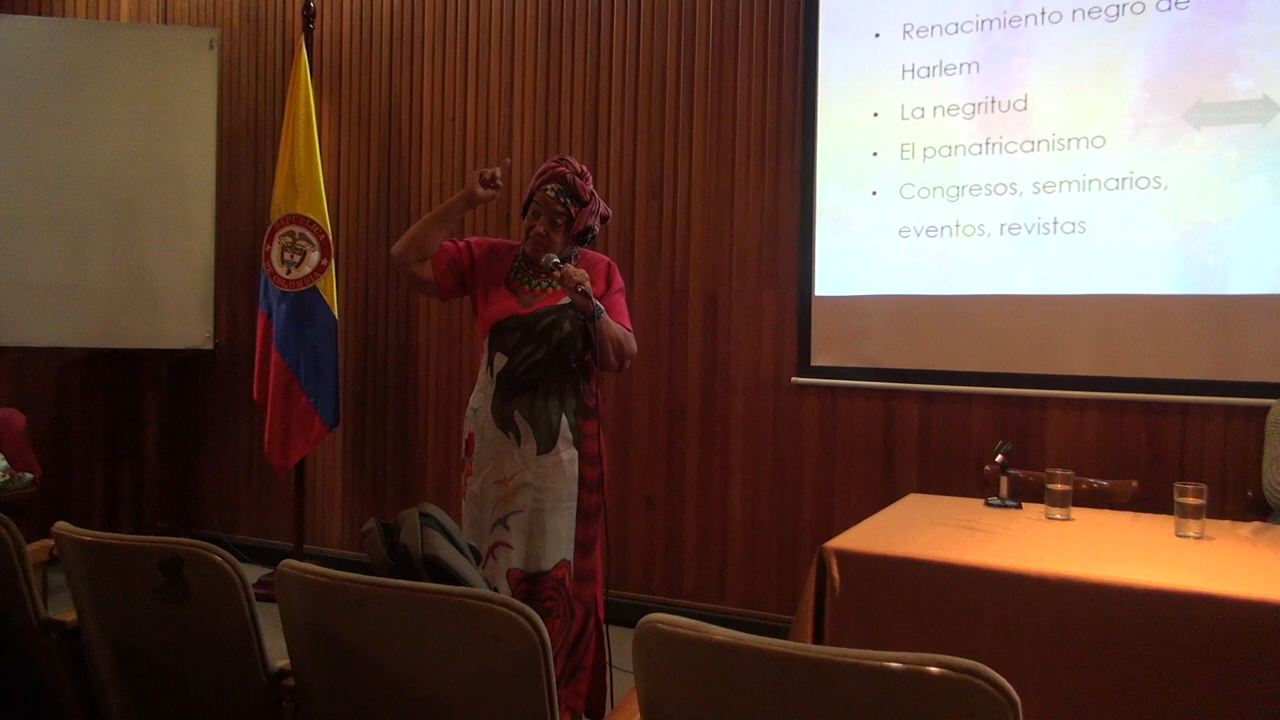 Renacimiento negro de
Harlem
La negritud
El panafricanismo
Congresos, seminarios,
eventos, revistas
REPUBLICA
DE COLOMBIA